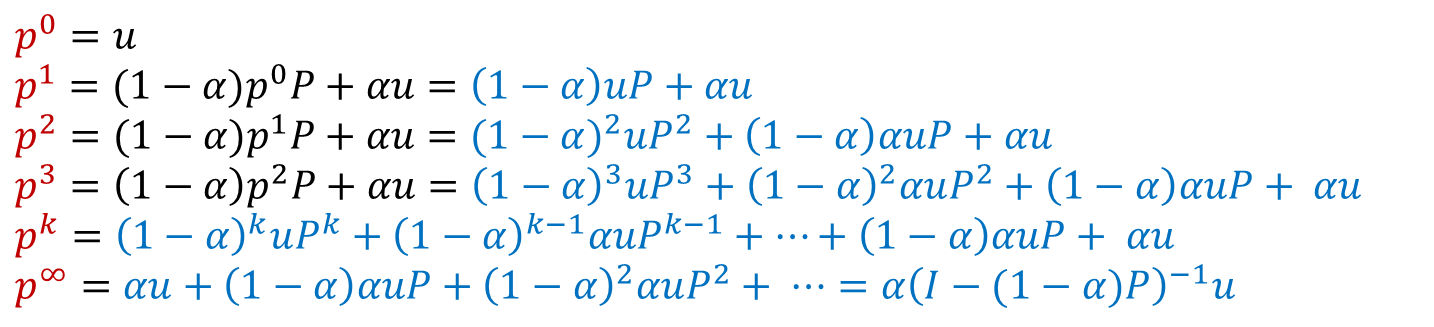 p⁰ = u
p¹ = (1 − α)p⁰P + αu = (1 − α)uP + αu
p² = (1 − α)p¹P + αu = (1 − α)²uP² + (1 − α)αuP + αu
p³ = (1 − α)p²P + αu = (1 − α)³uP³ + (1 − α)²αuP² + (1 − α)αuP + αu
pᵏ = (1 − α)ᵏuPᵏ + (1 − α)ᵏ⁻¹αuPᵏ⁻¹ + ⋯ + (1 − α)αuP + αu
p^∞ = αu + (1 − α)αuP + (1 − α)²αuP² + ⋯ = α(I − (1 − α)P)⁻¹u